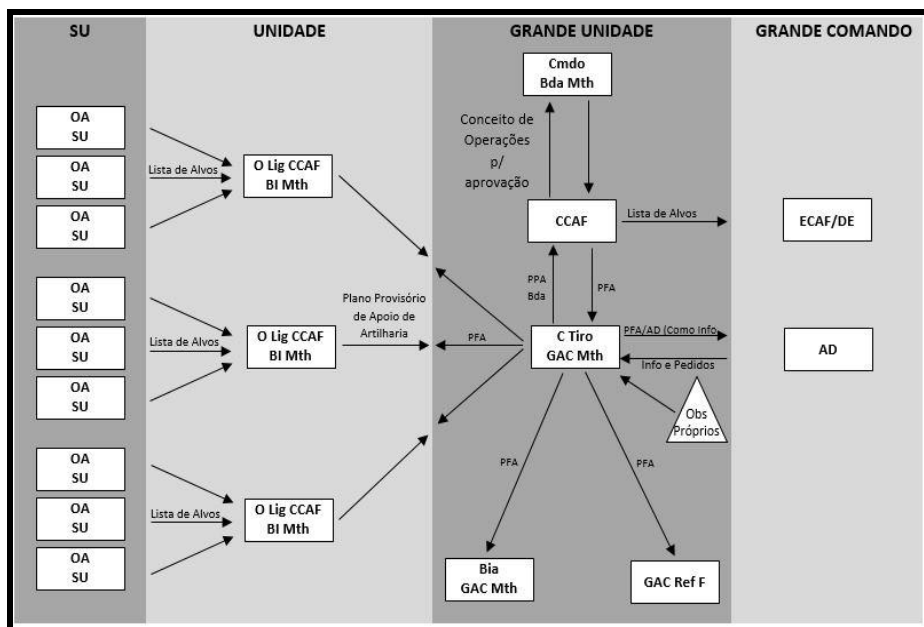 SU
UNIDADE
GRANDE UNIDADE
GRANDE COMANDO
OA
SU
OA
SU
OA
SU
Lista de Alvos
O Lig CCAF
BI Mth
OA
SU
OA
SU
OA
SU
Lista de Alvos
O Lig CCAF
BI Mth
Plano Provisório
de Apoio de
Artilharia
OA
SU
OA
SU
OA
SU
Lista de Alvos
O Lig CCAF
BI Mth
Cmdo
Bda Mth
Conceito de
Operações
p/
aprovação
CCAF
Lista de Alvos
ECAF/DE
PPA
Bda
PFA
PFA
C Tiro
GAC Mth
PFA/AD (Como Info
Info e Pedidos
AD
Obs
Próprios
PFA
PFA
Bia
GAC Mth
GAC Ref F